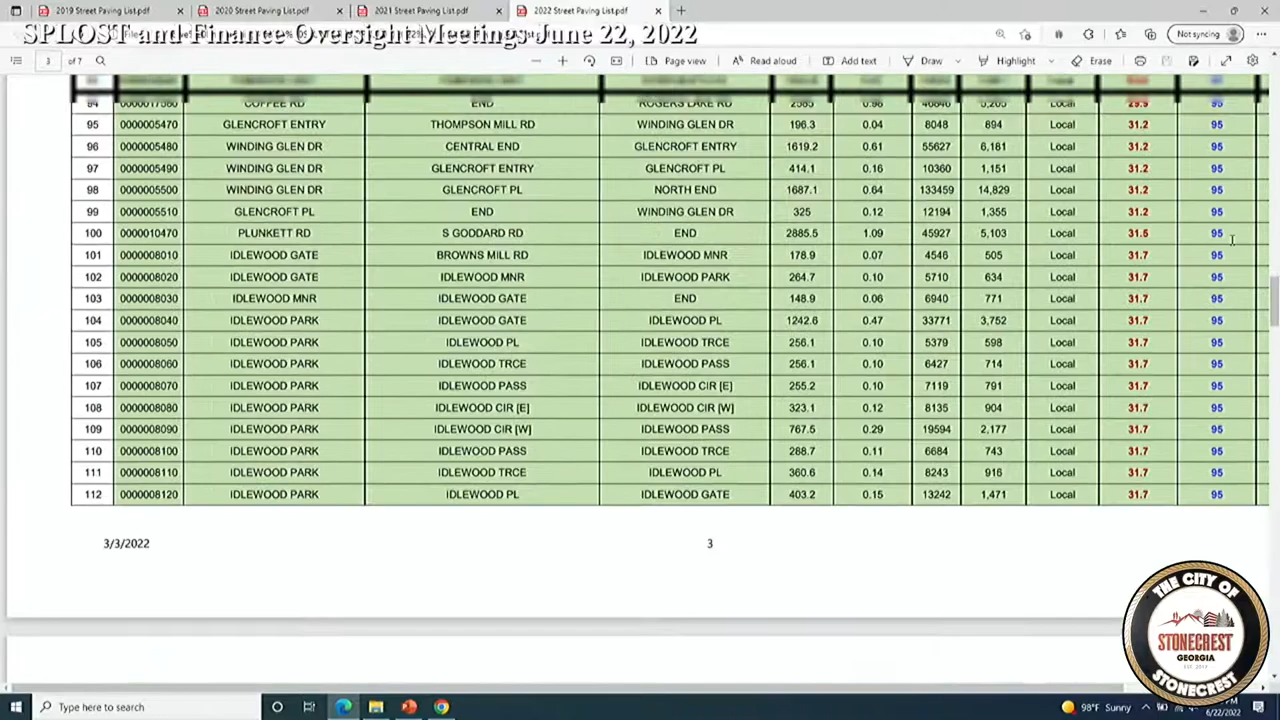 2019 Street Paving List.pdf 2020 Street Paving List.pdf 2021 Street Paving List.pdf 2022 Street Paving List.pdf
SPLOST and Finance Oversight Meetings June 22, 2022
Not syncing
3 of 7 Page view Read aloud Add text Draw Highlight Erase
94 0000017580 COFFEE RD END ROGERS LAKE RD 2585 0.98 Local 29.9 95
95 0000005470 GLENCROFT ENTRY THOMPSON MILL RD WINDING GLEN DR 196.3 0.04 8048 894 Local 31.2 95
96 0000005480 WINDING GLEN DR CENTRAL END GLENCROFT ENTRY 1619.2 0.61 55627 6,181 Local 31.2 95
97 0000005490 WINDING GLEN DR GLENCROFT ENTRY GLENCROFT PL 414.1 0.16 10360 1,151 Local 31.2 95
98 0000005500 WINDING GLEN DR GLENCROFT PL NORTH END 1687.1 0.64 133459 14,829 Local 31.2 95
99 0000005510 GLENCROFT PL END WINDING GLEN DR 325 0.12 12194 1,355 Local 31.2 95
100 0000010470 PLUNKETT RD S GODDARD RD END 2885.5 1.09 45927 5,103 Local 31.5 95
101 0000008010 IDLEWOOD GATE BROWNS MILL RD IDLEWOOD MNR 178.9 0.07 4546 505 Local 31.7 95
102 0000008020 IDLEWOOD GATE IDLEWOOD MNR IDLEWOOD PARK 264.7 0.10 5710 634 Local 31.7 95
103 0000008030 IDLEWOOD MNR IDLEWOOD GATE END 148.9 0.06 6940 771 Local 31.7 95
104 0000008040 IDLEWOOD PARK IDLEWOOD GATE IDLEWOOD PL 1242.6 0.47 33771 3,752 Local 31.7 95
105 0000008050 IDLEWOOD PARK IDLEWOOD PL IDLEWOOD TRCE 256.1 0.10 5379 598 Local 31.7 95
106 0000008060 IDLEWOOD PARK IDLEWOOD TRCE IDLEWOOD PASS 256.1 0.10 6427 714 Local 31.7 95
107 0000008070 IDLEWOOD PARK IDLEWOOD PASS IDLEWOOD CIR [E] 255.2 0.10 7119 791 Local 31.7 95
108 0000008080 IDLEWOOD PARK IDLEWOOD CIR [E] IDLEWOOD CIR [W] 323.1 0.12 8135 904 Local 31.7 95
109 0000008090 IDLEWOOD PARK IDLEWOOD CIR [W] IDLEWOOD PASS 767.5 0.29 19594 2,177 Local 31.7 95
110 0000008100 IDLEWOOD PARK IDLEWOOD PASS IDLEWOOD TRCE 288.7 0.11 6684 743 Local 31.7 95
111 0000008110 IDLEWOOD PARK IDLEWOOD TRCE IDLEWOOD PL 360.6 0.14 8243 916 Local 31.7 95
112 0000008120 IDLEWOOD PARK IDLEWOOD PL IDLEWOOD GATE 403.2 0.15 13242 1,471 Local 31.7 95
3/3/2022 3
THE CITY OF
STONECREST
GEORGIA
STONECREST
Type here to search 98°F Sunny
6/22/2022